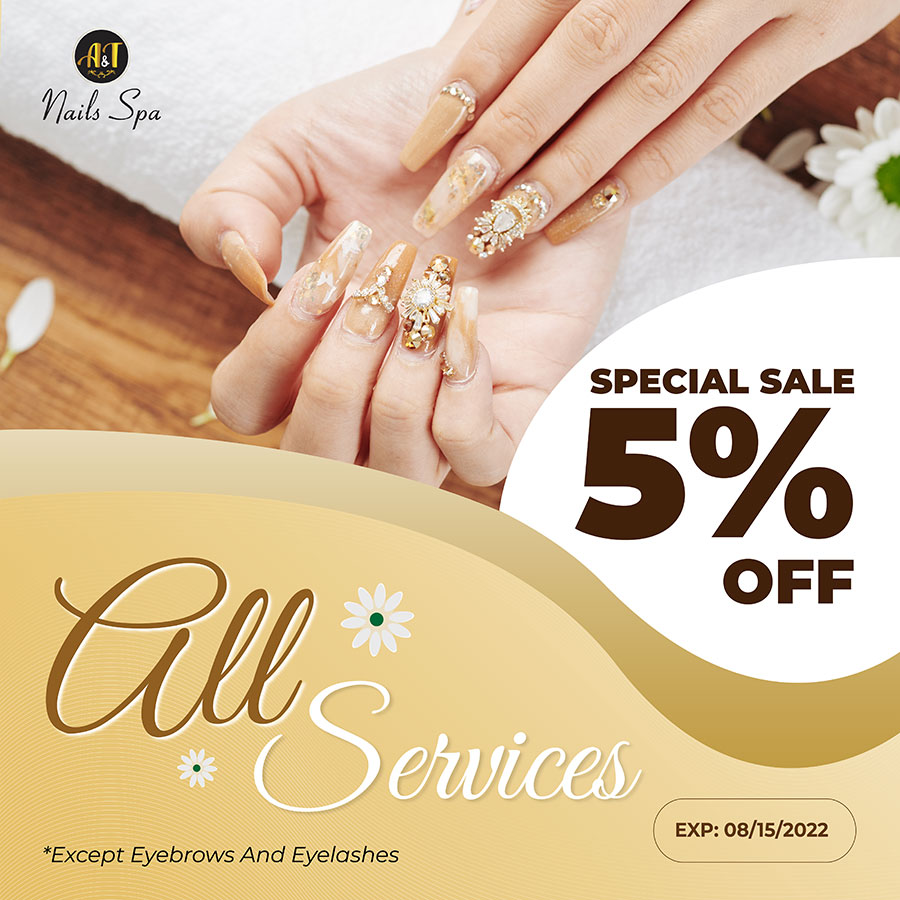 A&T
Nails Spa
SPECIAL SALE
5%
OFF
All
Services
*Except Eyebrows And Eyelashes
EXP: 08/15/2022